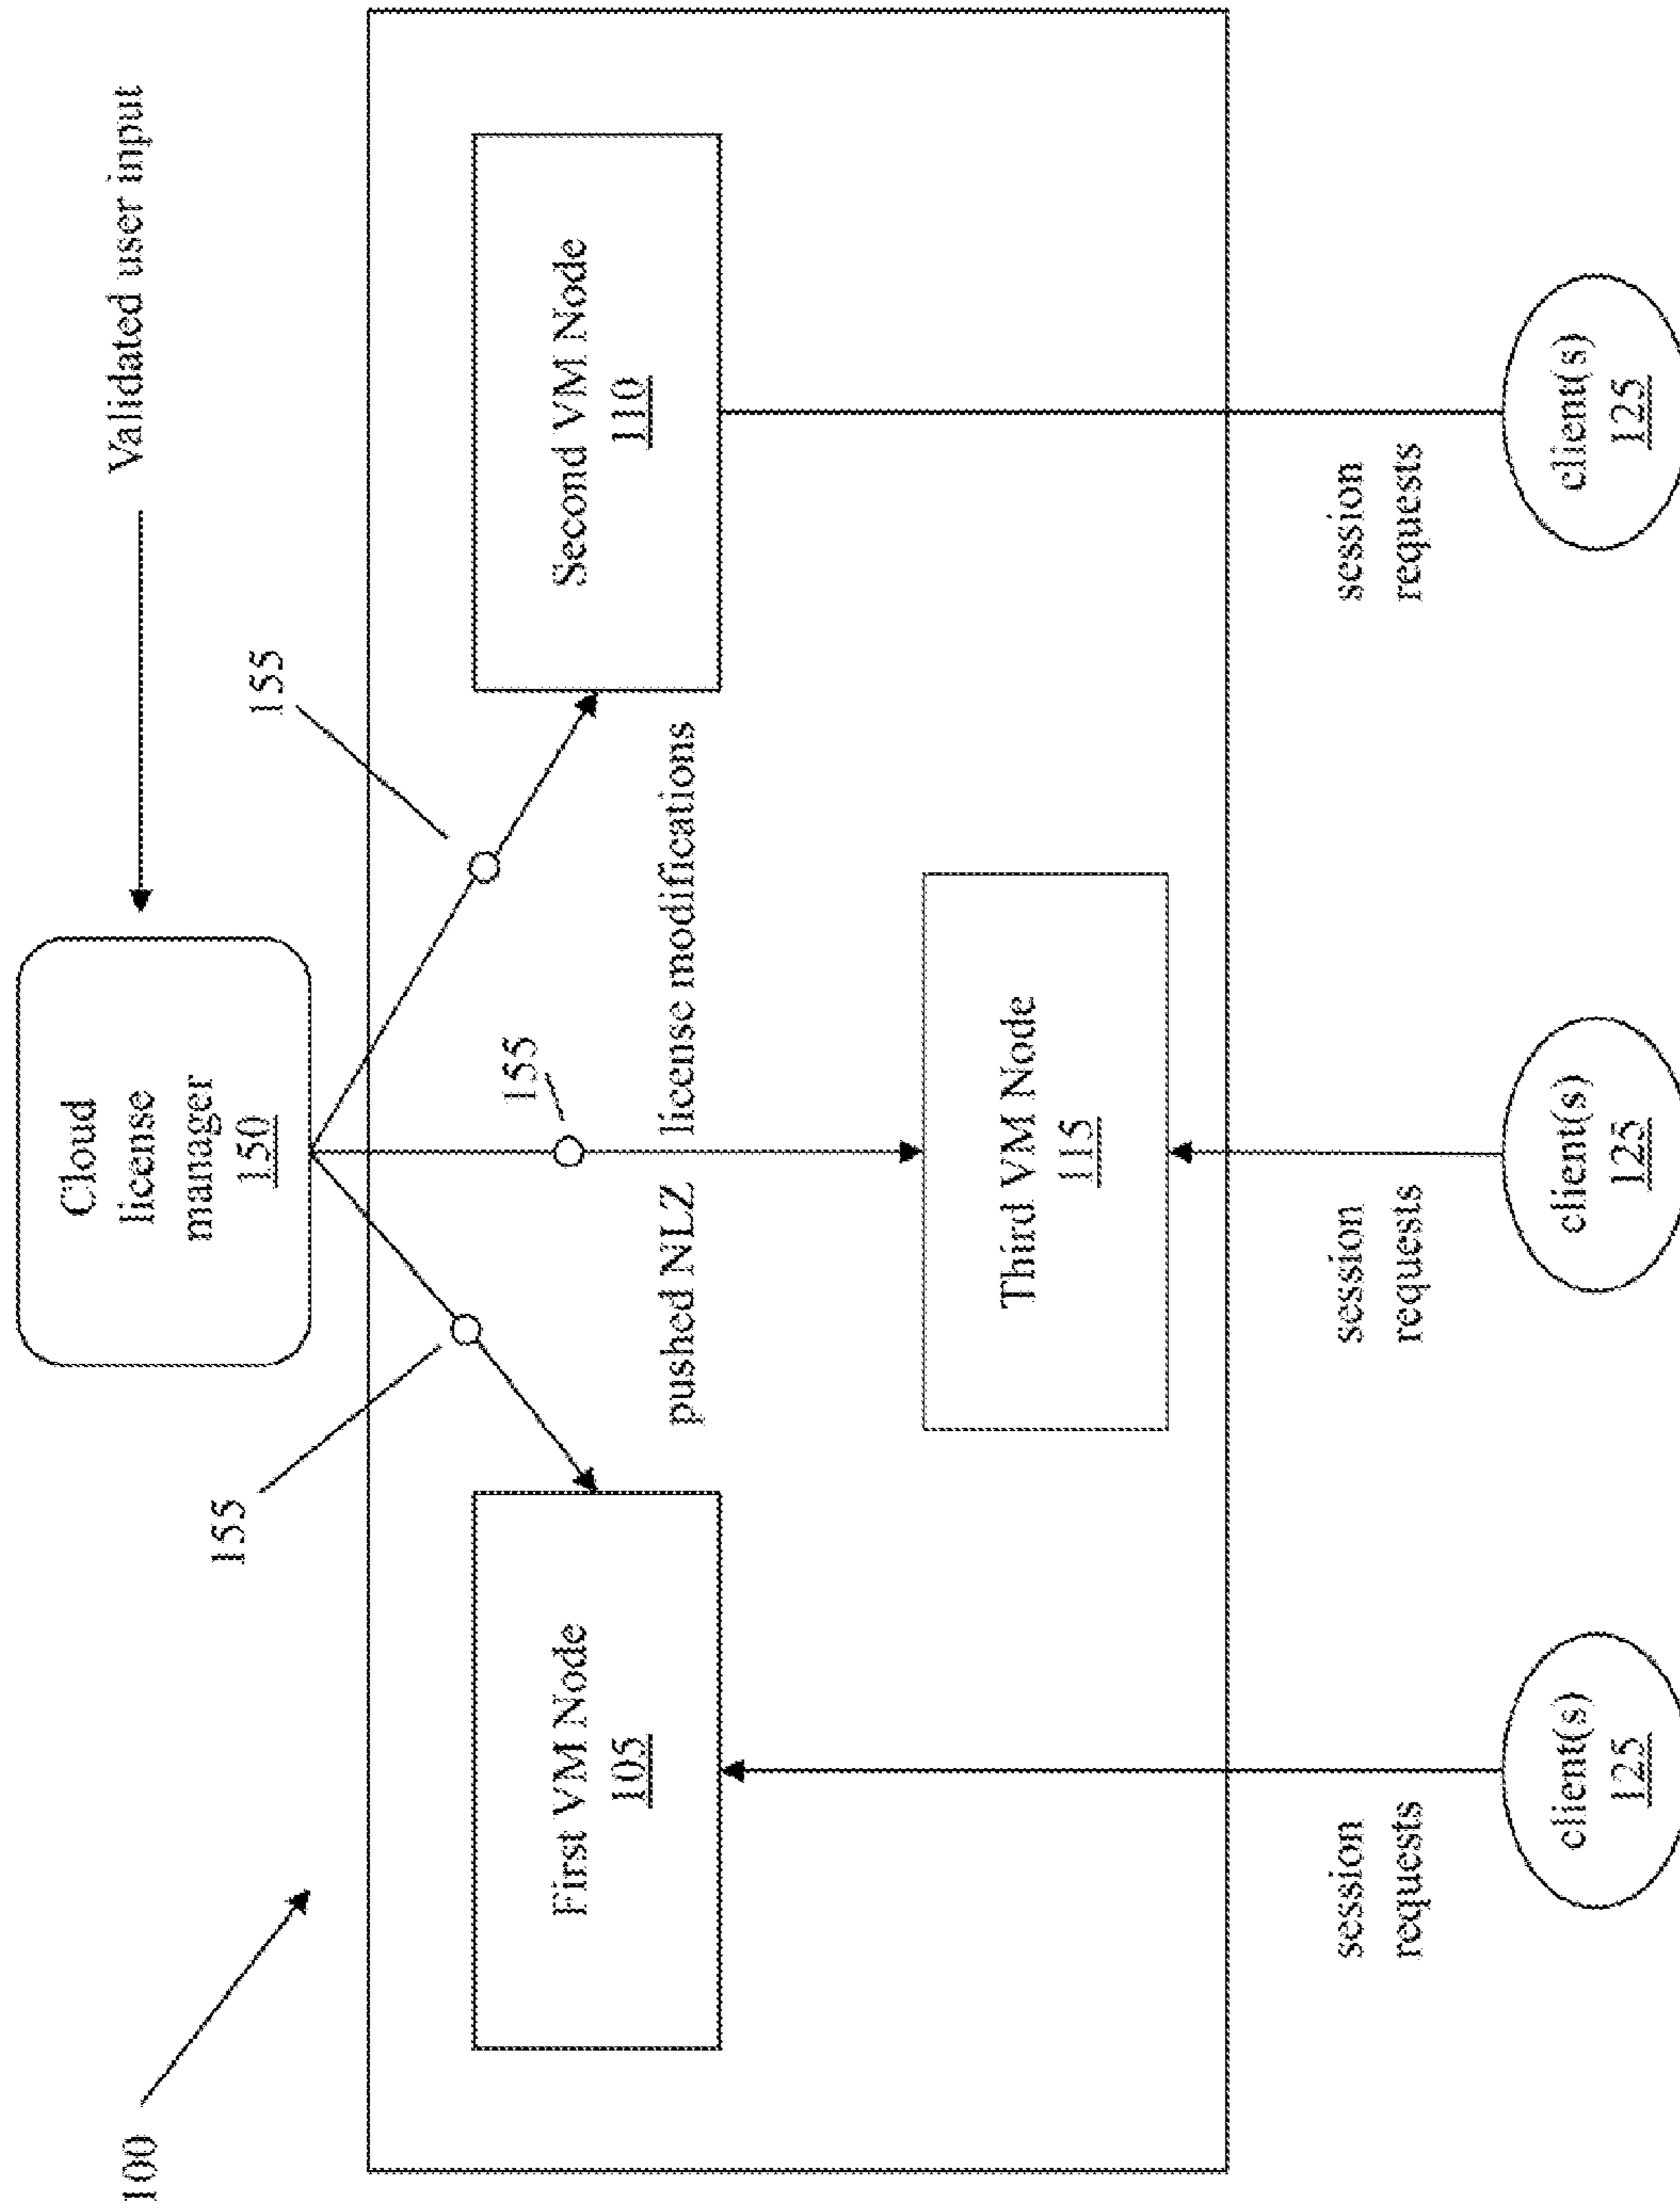 100
Validated user input
Cloud
license
manager
150
155
155
155
First VM Node
105
Second VM Node
110
pushed NLZ license modifications
Third VM Node
115
session
requests
session
requests
session
requests
client(s)
125
client(s)
125
client(s)
125